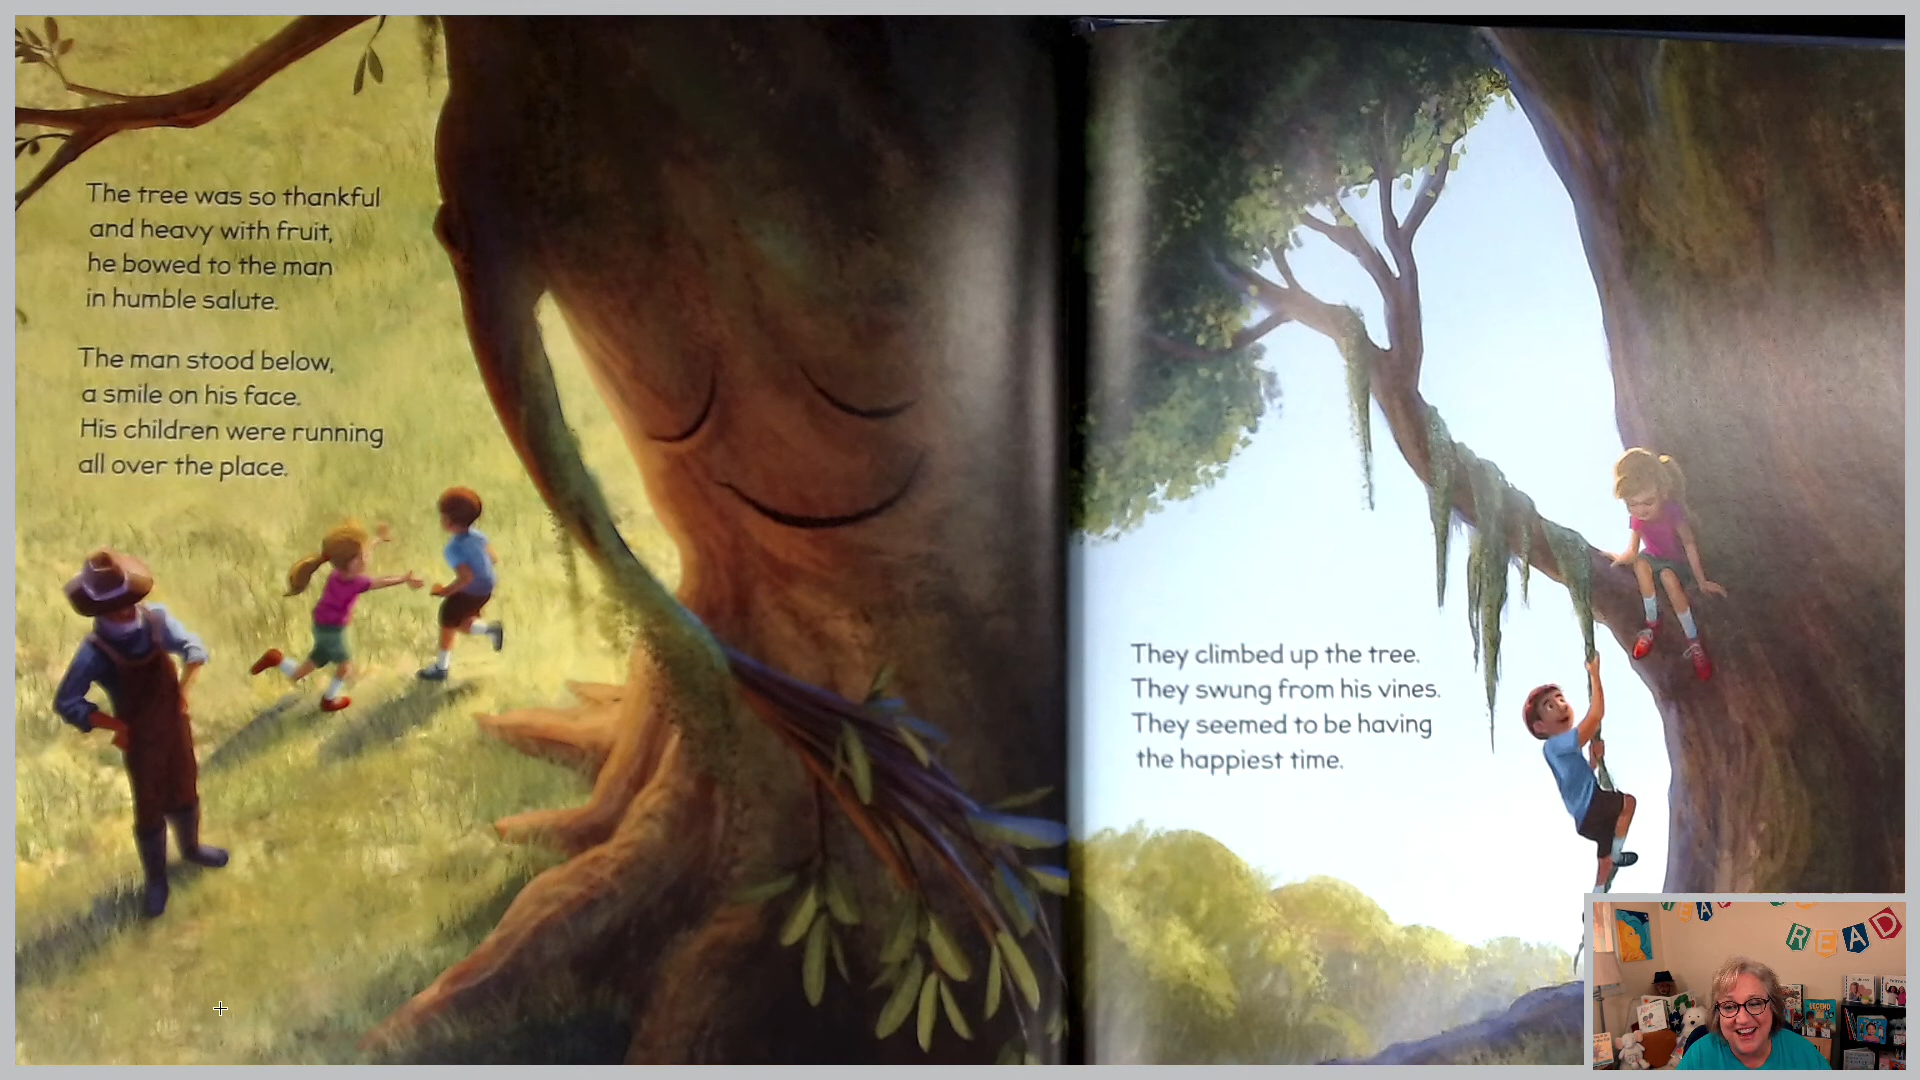 The tree was so thankful
and heavy with fruit,
he bowed to the man
in humble salute.
The man stood below,
a smile on his face.
His children were running
all over the place.
They climbed up the tree.
They swung from his vines.
They seemed to be having
the happiest time.
READ